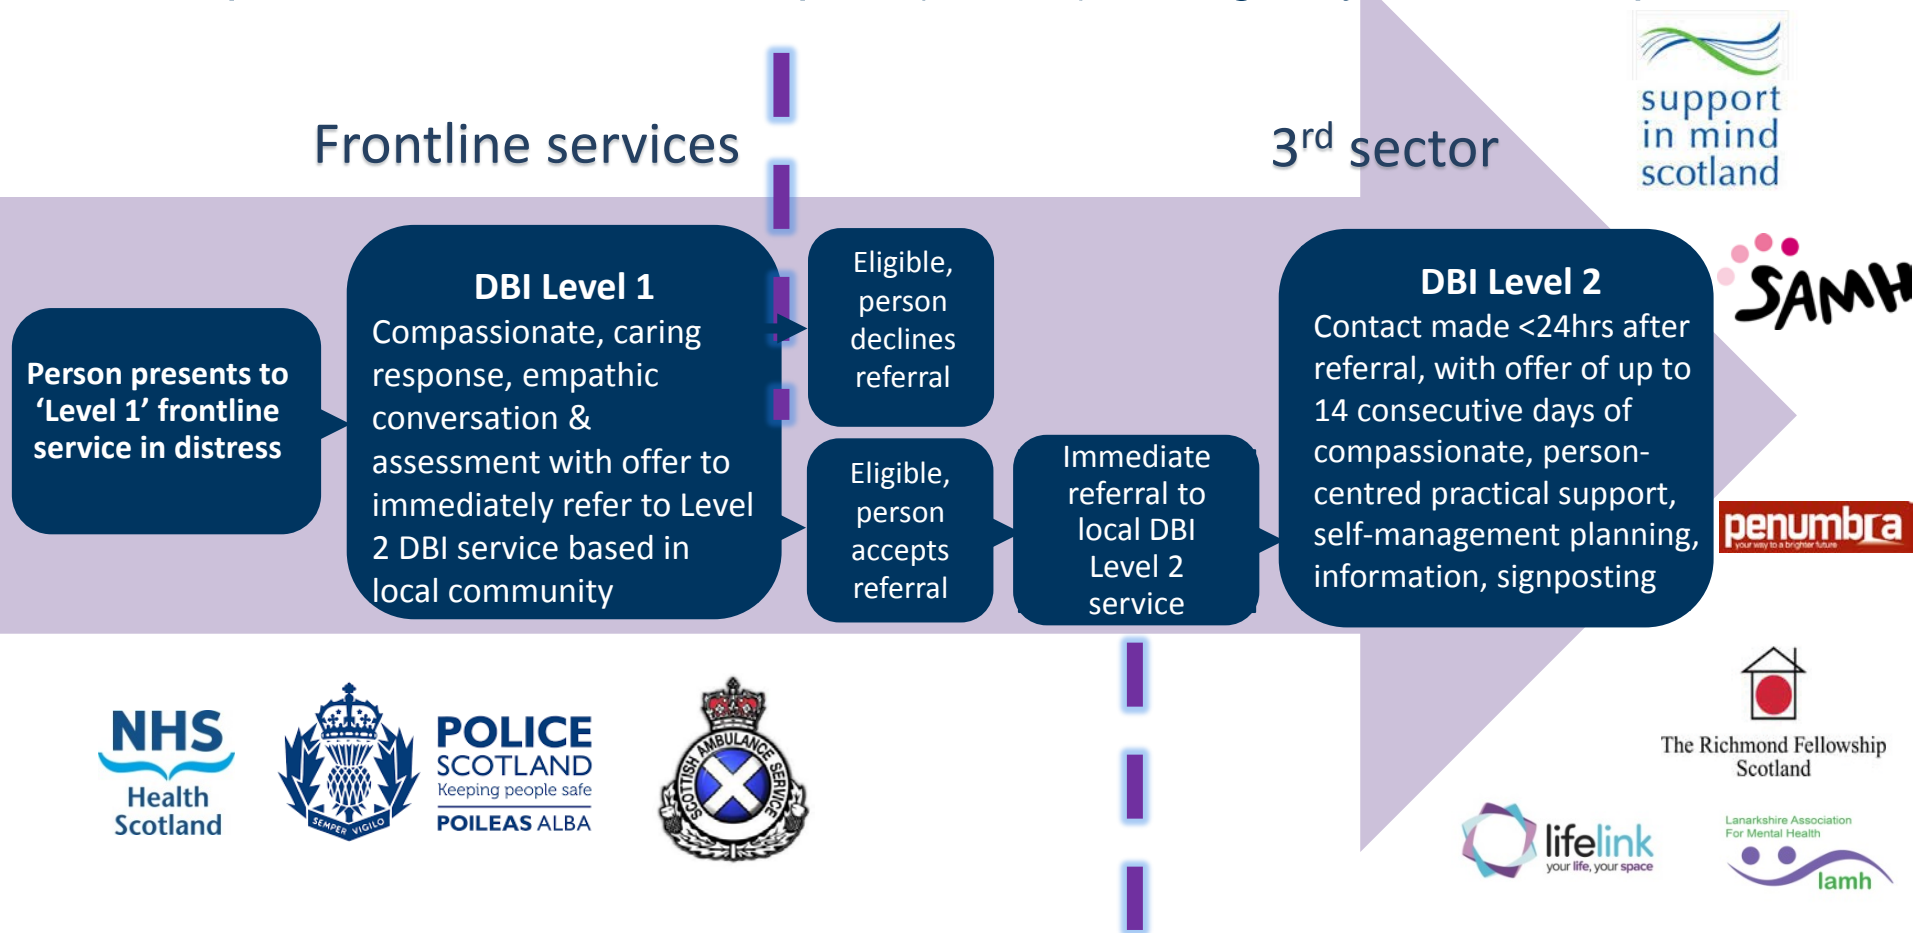 Frontline services
3rd sector
support
in mind
scotland
Person presents to
‘Level 1’ frontline
service in distress
DBI Level 1
Compassionate, caring
response, empathic
conversation &
assessment with offer to
immediately refer to Level
2 DBI service based in
local community
Eligible,
person
declines
referral
Eligible,
person
accepts
referral
Immediate
referral to
local DBI
Level 2
service
DBI Level 2
Contact made <24hrs after
referral, with offer of up to
14 consecutive days of
compassionate, person-
centred practical support,
self-management planning,
information, signposting
SAMH
penumbra
your way to a brighter future
NHS
Health
Scotland
SEMPER VIGILO
POLICE
SCOTLAND
Keeping people safe
POILEAS ALBA
SCOTTISH AMBULANCE SERVICE
The Richmond Fellowship
Scotland
lifelink
your life, your space
Lanarkshire Association
For Mental Health
lamh